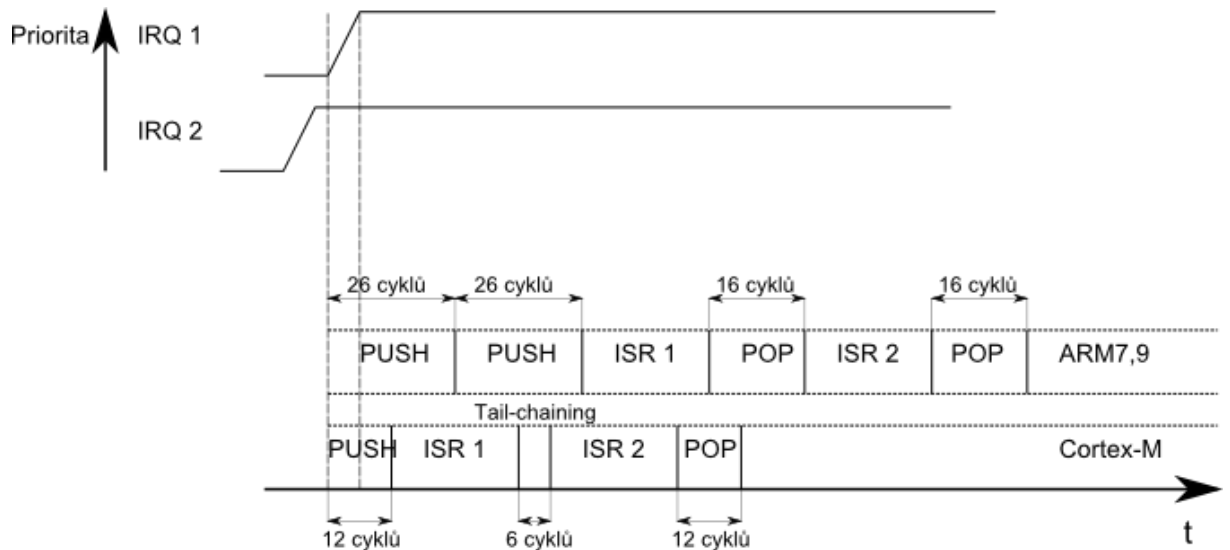 Priorita
IRQ 1
IRQ 2
26 cyklů 26 cyklů 16 cyklů 16 cyklů
PUSH PUSH ISR 1 POP ISR 2 POP ARM7,9
Tail-chaining
PUSH ISR 1 ISR 2 POP Cortex-M
12 cyklů 6 cyklů 12 cyklů t